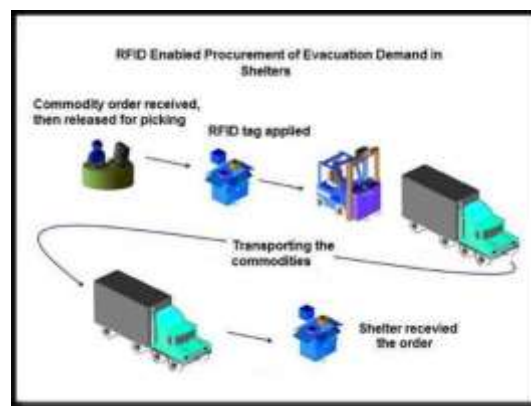 RFID Enabled Procurement of Evacuation Demand in
Shelters
Commodity order received,
then released for picking
RFID tag applied
Transporting the
commodities
Shelter recevied
the order